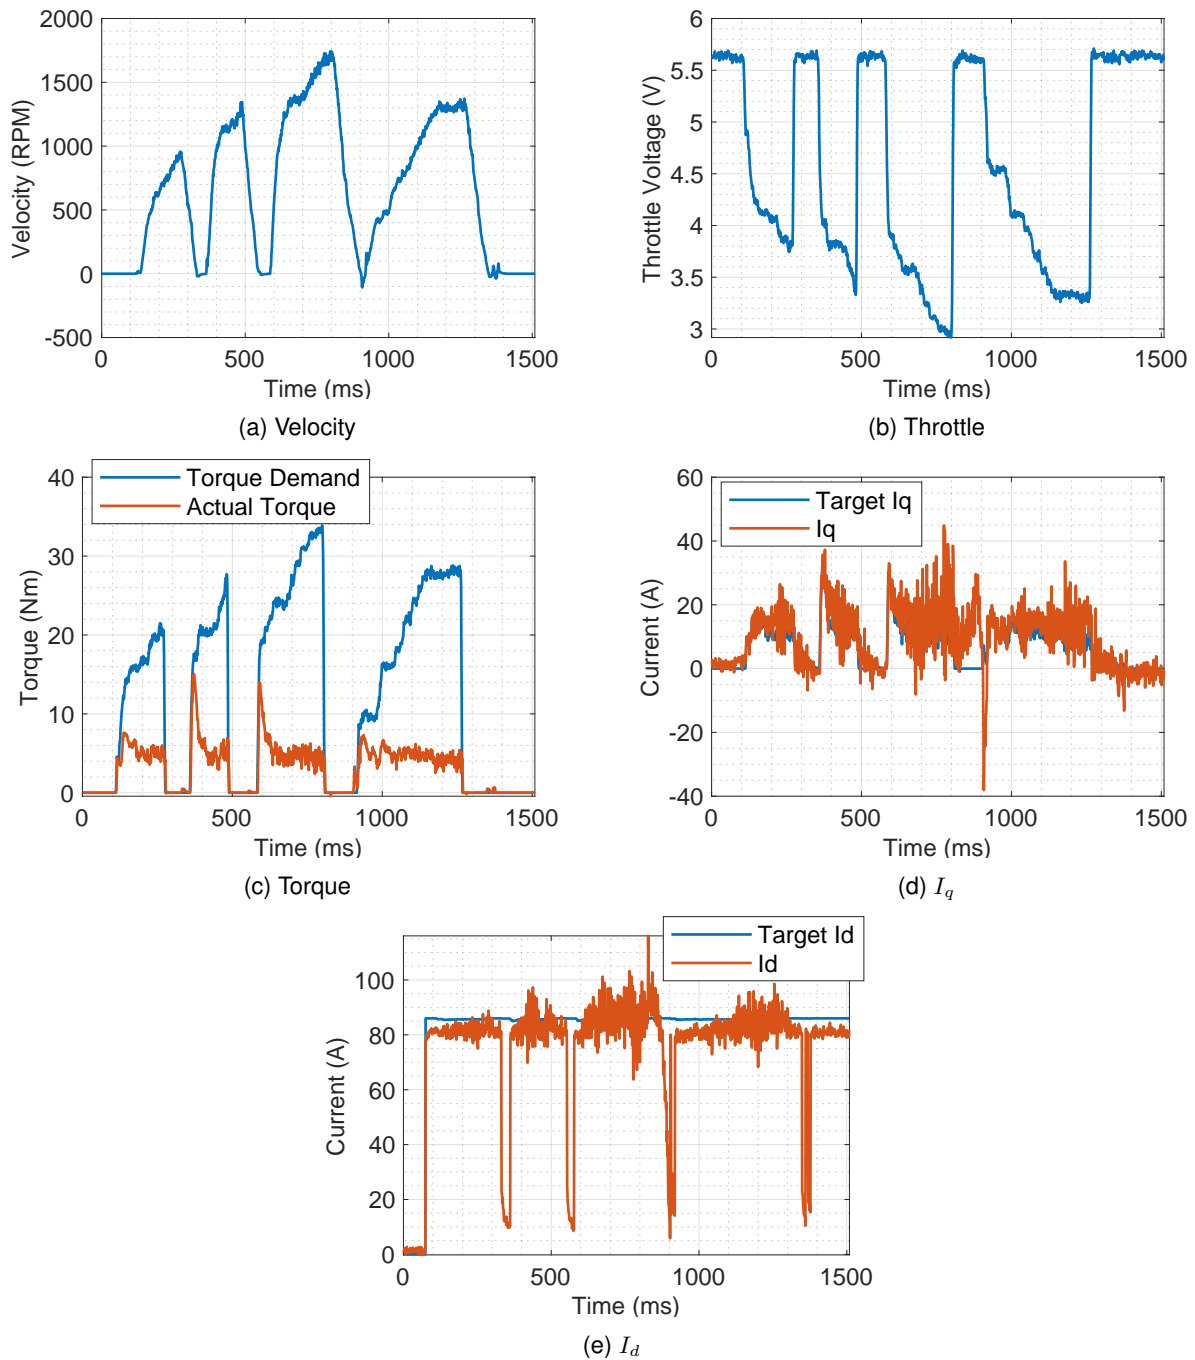 2000
1500
1000
500
0
-500
Velocity (RPM)
0 500 1000 1500
Time (ms)
(a) Velocity
6
5.5
5
4.5
4
3.5
3
Throttle Voltage (V)
0 500 1000 1500
Time (ms)
(b) Throttle
40
30
20
10
0
Torque (Nm)
Torque Demand
Actual Torque
0 500 1000 1500
Time (ms)
(c) Torque
60
40
20
0
-20
-40
Current (A)
Target Iq
Iq
0 500 1000 1500
Time (ms)
(d) I_q
100
80
60
40
20
0
Current (A)
Target Id
Id
0 500 1000 1500
Time (ms)
(e) I_d